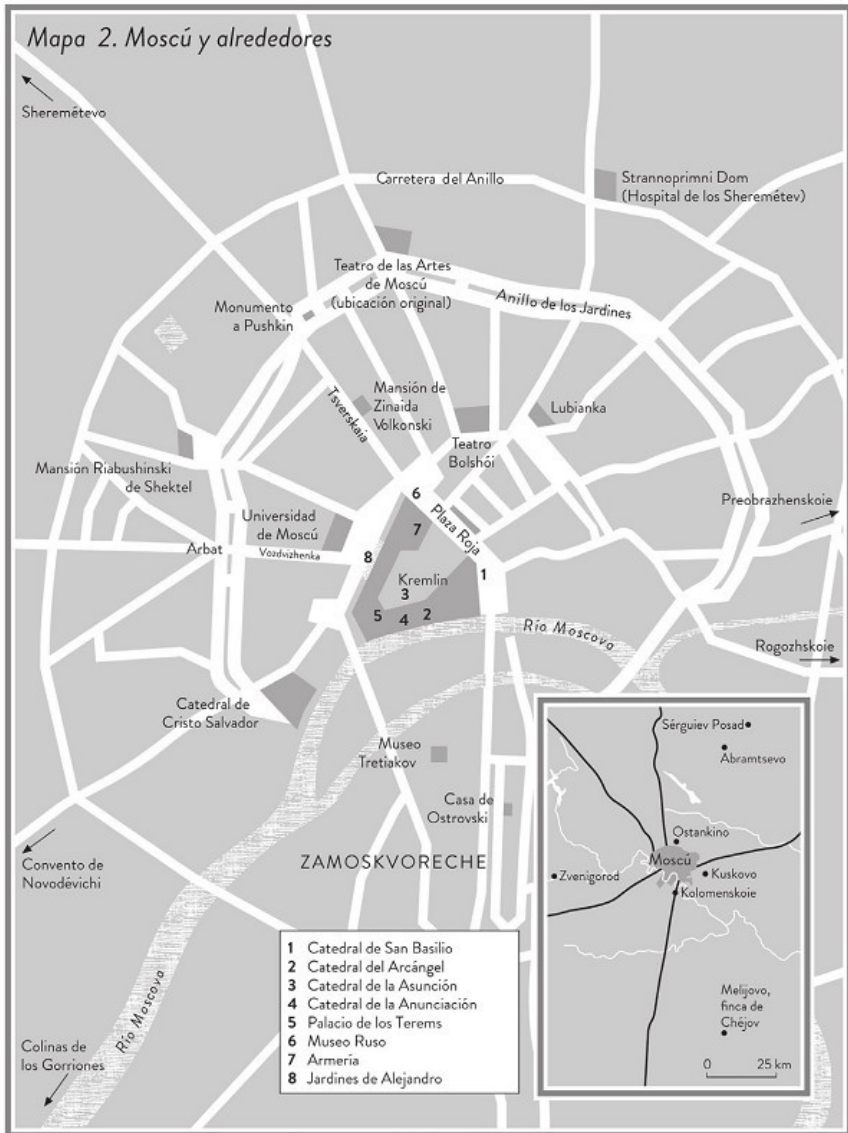 Mapa 2. Moscú y alrededores
Sheremétevo
Carretera del Anillo
Strannoprimni Dom
(Hospital de los Sheremétev)
Teatro de las Artes
de Moscú
(ubicación original)
Anillo de los Jardines
Monumento
a Pushkin
Tsverskaia
Mansión de
Zinaida
Volkonski
Teatro
Bolshói
Lubianka
Mansión Riabushinski
de Shektel
Universidad
de Moscú
Preobrazhenskoie
Arbat
Vozdvizhenka
6
Plaza Roja
7
8
Kremlin
3
1
5
4
2
Río Moscova
Rogozhskoie
Catedral de
Cristo Salvador
Museo
Tretiakov
Casa de
Ostrovski
Convento de
Novodévichi
ZAMOSKVORECHE
Río Moscova
Colinas de
los Gorriones
1 Catedral de San Basilio
2 Catedral del Arcángel
3 Catedral de la Asunción
4 Catedral de la Anunciación
5 Palacio de los Terems
6 Museo Ruso
7 Armería
8 Jardines de Alejandro
Sérguiev Posad
Abramtsevo
Ostankino
Moscú
Zvenigorod
Kuskovo
Kolomenskoie
Melijovo,
finca de
Chéjov
0 25 km